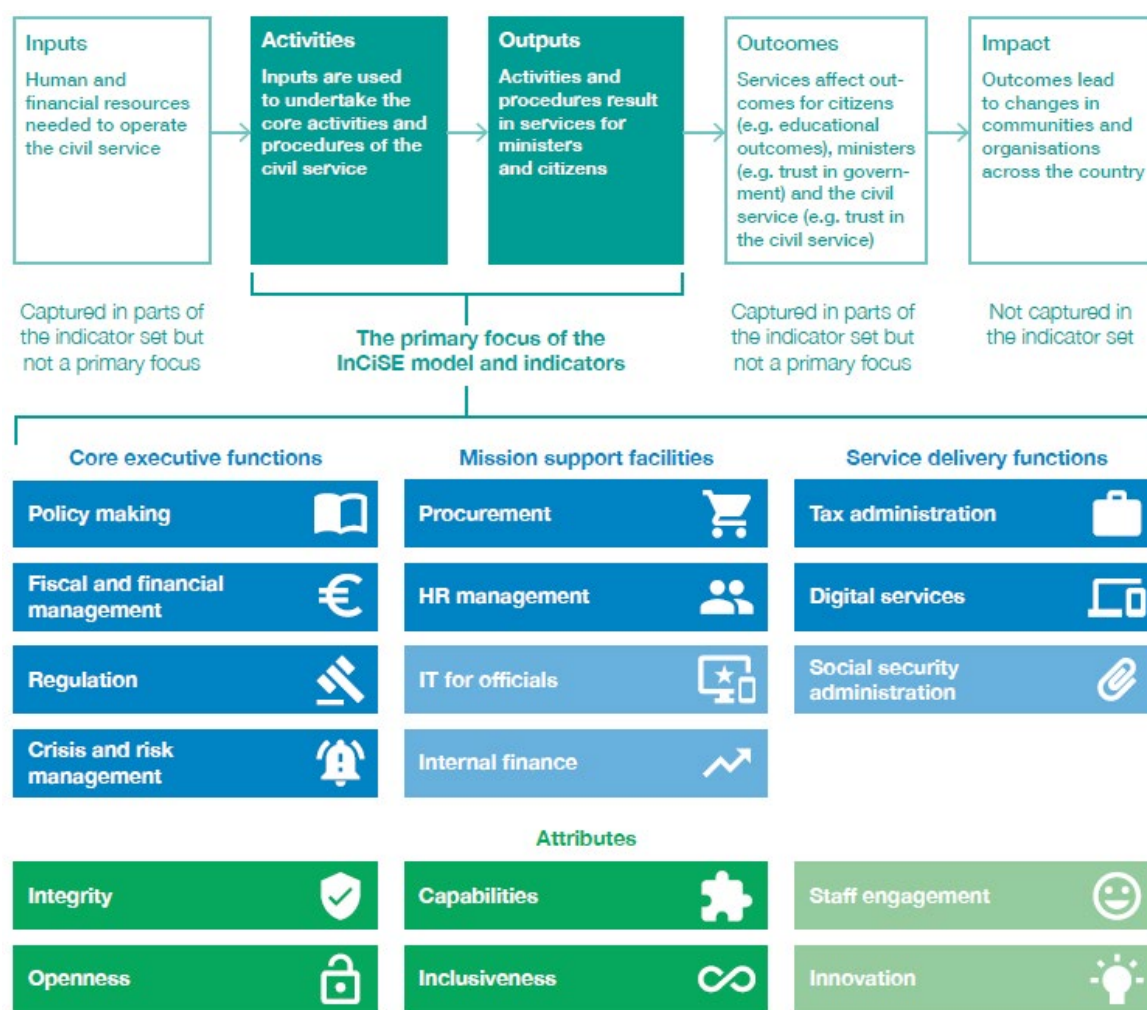 Inputs
Human and
financial resources
needed to operate
the civil service
Activities
Inputs are used
to undertake the
core activities and
procedures of the
civil service
Outputs
Activities and
procedures result
in services for
ministers
and citizens
Outcomes
Services affect out-
comes for citizens
(e.g. educational
outcomes), ministers
(e.g. trust in govern-
ment) and the civil
service (e.g. trust in
the civil service)
Impact
Outcomes lead
to changes in
communities and
organisations
across the country
Captured in parts of
the indicator set but
not a primary focus
The primary focus of the
InCiSE model and indicators
Captured in parts of
the indicator set but
not a primary focus
Not captured in
the indicator set
Core executive functions
Policy making
Fiscal and financial
management
Regulation
Crisis and risk
management
Mission support facilities
Procurement
HR management
IT for officials
Internal finance
Service delivery functions
Tax administration
Digital services
Social security
administration
Attributes
Integrity
Capabilities
Staff engagement
Openness
Inclusiveness
Innovation